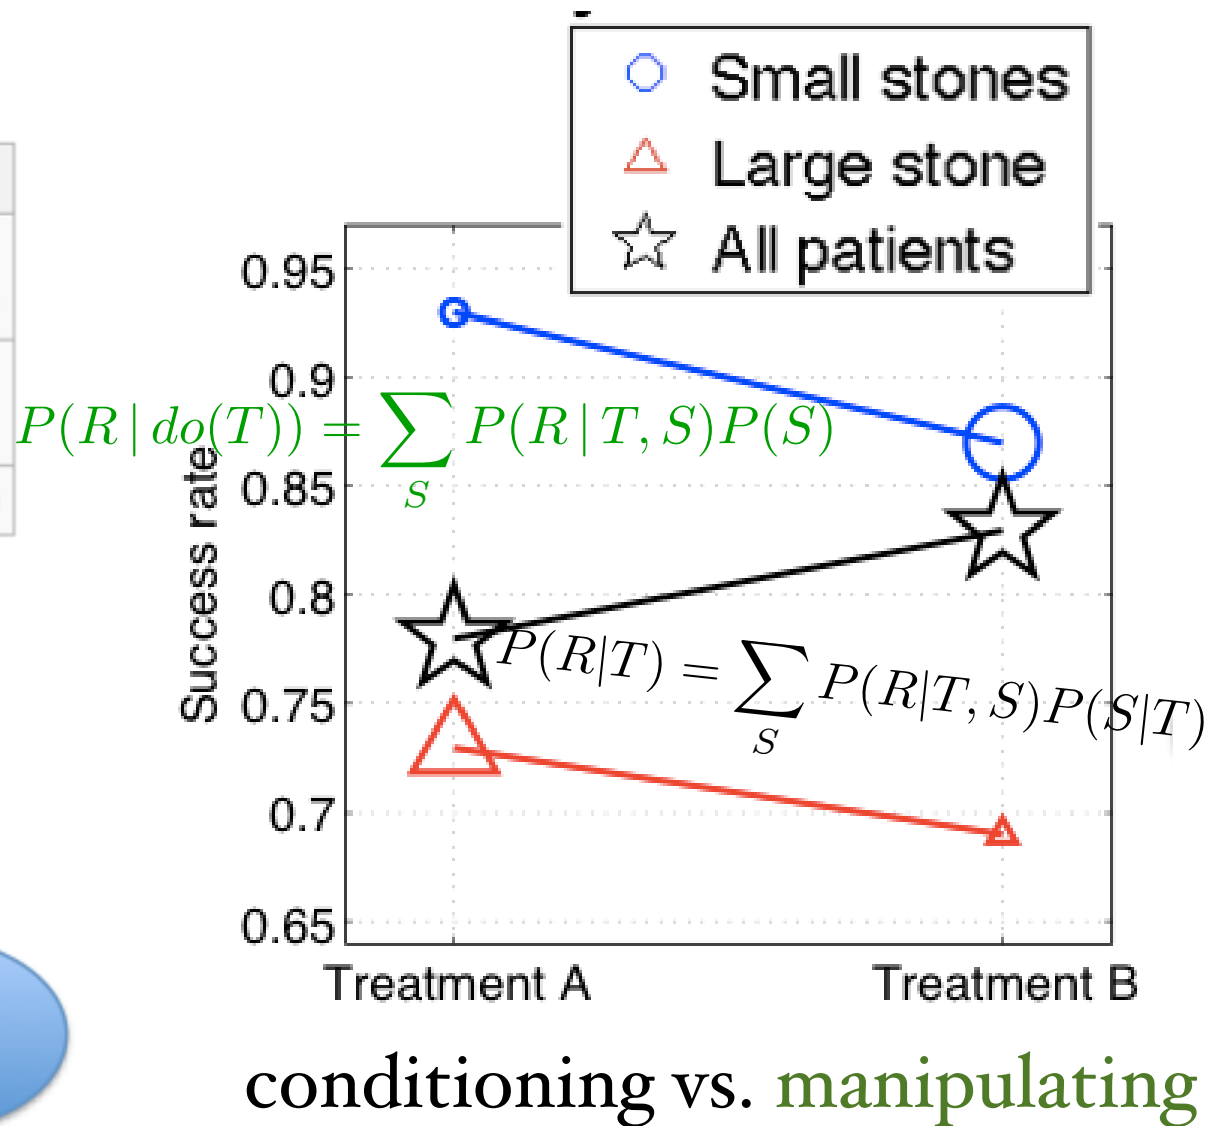 Small stones
Large stone
All patients
0.95
0.9
P(R | do(T)) = ∑_S P(R | T, S)P(S)
0.85
Success rate
0.8
P(R|T) = ∑_S P(R|T, S)P(S|T)
0.75
0.7
0.65
Treatment A Treatment B
conditioning vs. manipulating